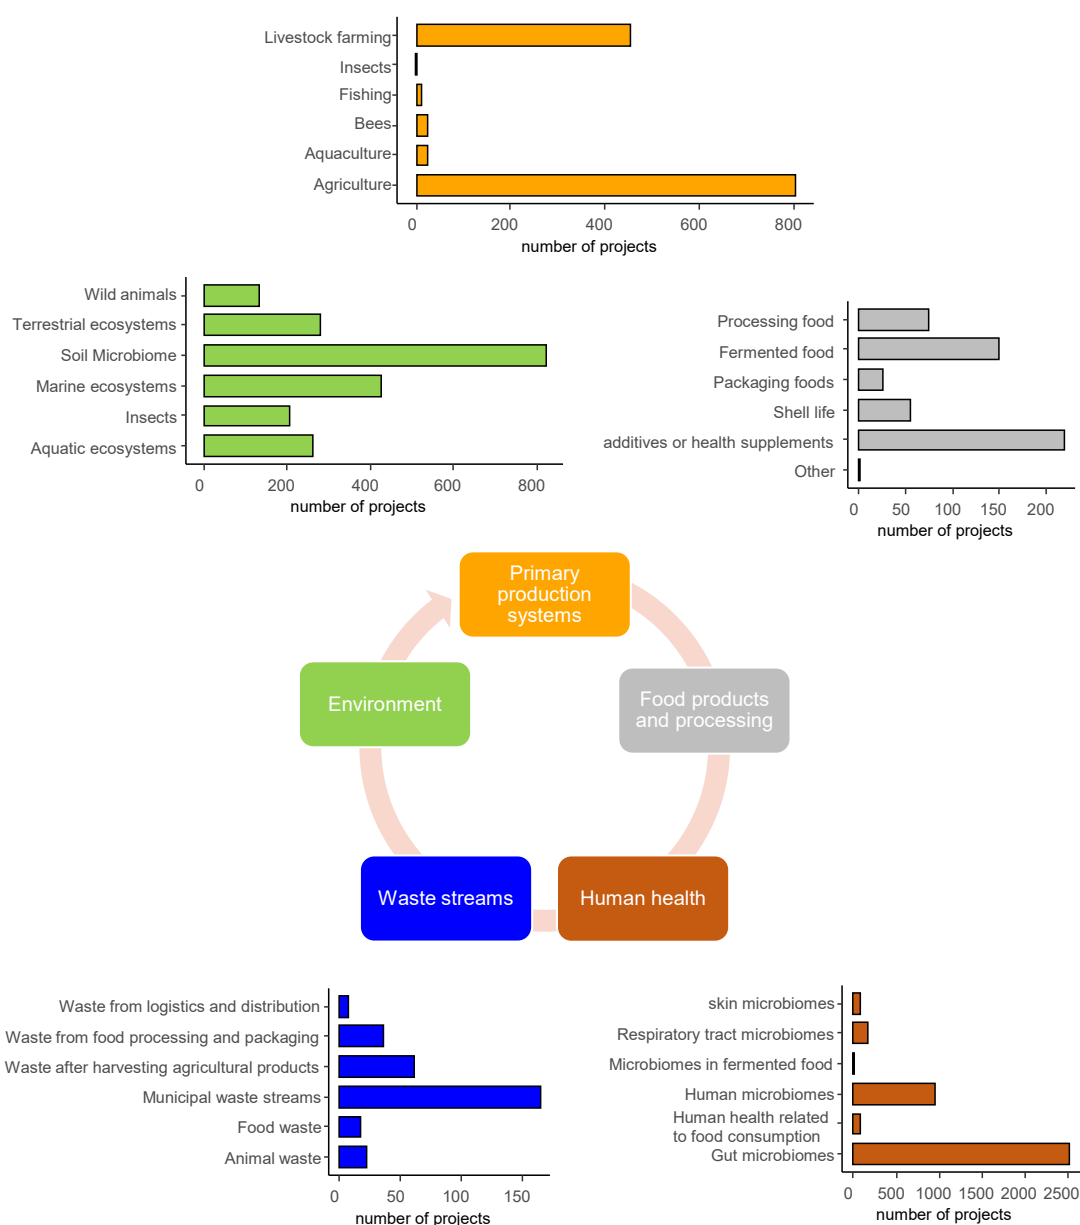 Livestock farming
Insects
Fishing
Bees
Aquaculture
Agriculture
0 200 400 600 800
number of projects
Wild animals
Terrestrial ecosystems
Soil Microbiome
Marine ecosystems
Insects
Aquatic ecosystems
0 200 400 600 800
number of projects
Processing food
Fermented food
Packaging foods
Shell life
additives or health supplements
Other
0 50 100 150 200
number of projects
Primary
production
systems
Environment
Food products
and processing
Waste streams
Human health
Waste from logistics and distribution
Waste from food processing and packaging
Waste after harvesting agricultural products
Municipal waste streams
Food waste
Animal waste
0 50 100 150
number of projects
skin microbiomes
Respiratory tract microbiomes
Microbiomes in fermented food
Human microbiomes
Human health related
to food consumption
Gut microbiomes
0 500 1000 1500 2000 2500
number of projects